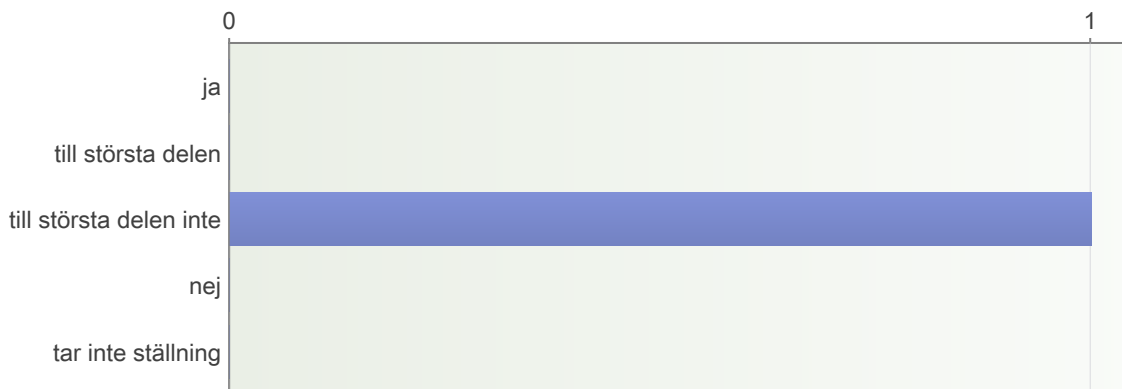 0 1
ja
till största delen
till största delen inte
nej
tar inte ställning